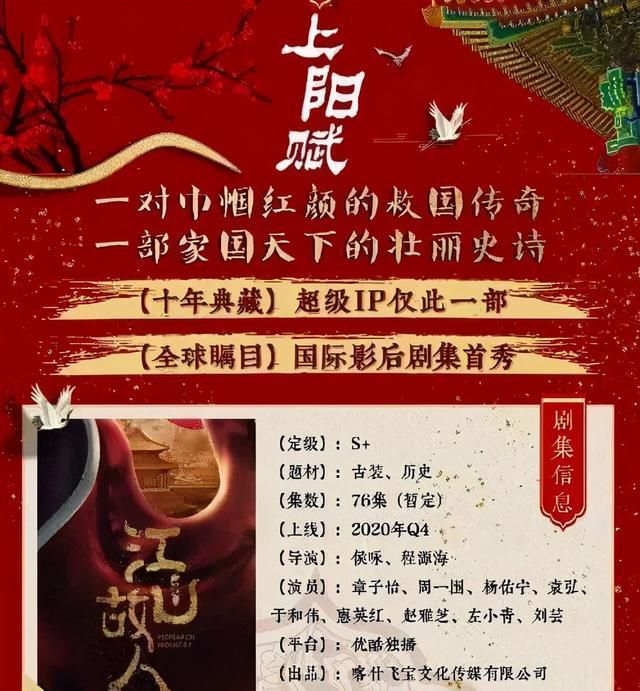 上阳赋
一对巾帼红颜的救国传奇
一部家国天下的壮丽史诗
【十年典藏】超级IP仅此一部
【全球瞩目】国际影后剧集首秀
剧集信息
江山故人
〔定级〕:S+
〔题材〕:古装、历史
〔集数〕:76集(暂定)
〔上线〕:2020年Q4
〔导演〕:侯咏、程源海
〔演员〕:章子怡、周一围、杨佑宁、袁弘、
于和伟、惠英红、赵雅芝、左小青、刘芸
〔平台〕:优酷独播
〔出品〕:喀什飞宝文化传媒有限公司